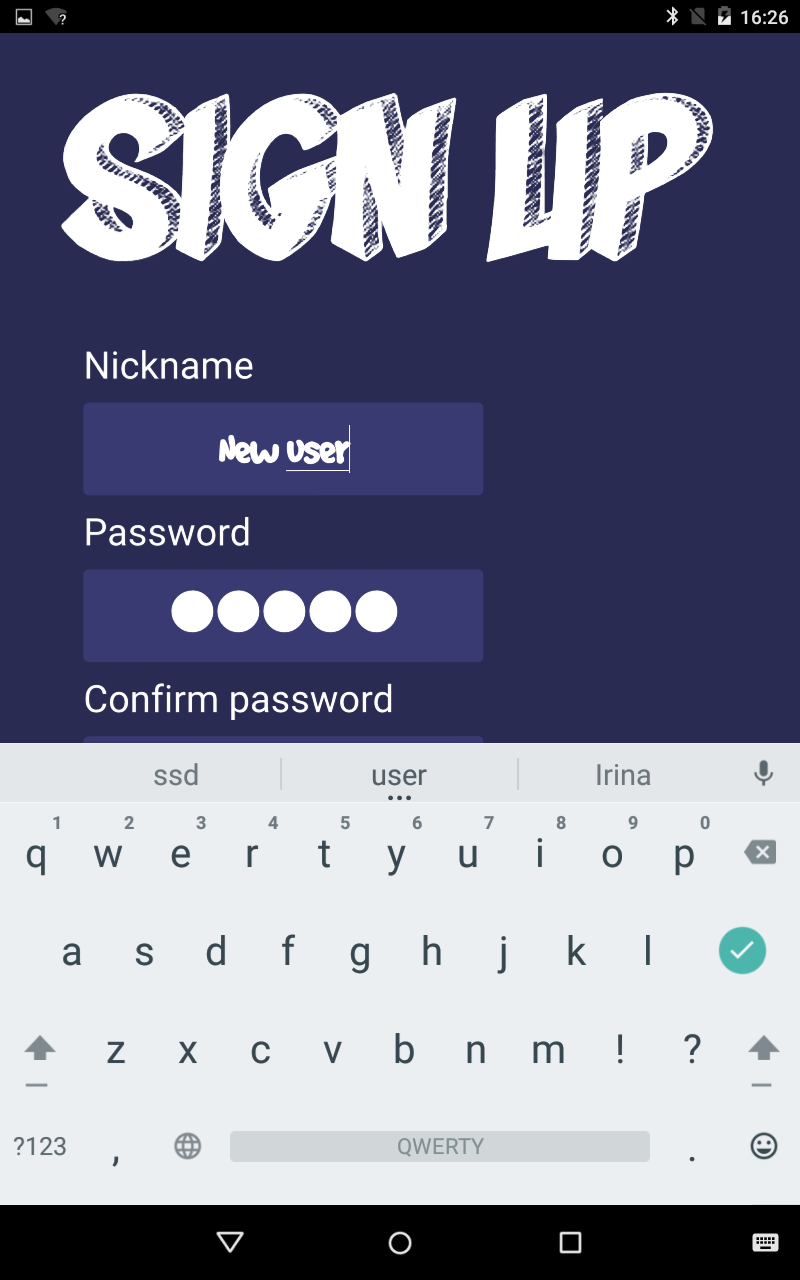 16:26
SIGN UP
Nickname
New user
Password
Confirm password
ssd user Irina
1 2 3 4 5 6 7 8 9 0
q w e r t y u i o p
a s d f g h j k l
z x c v b n m ! ?
?123 , QWERTY .